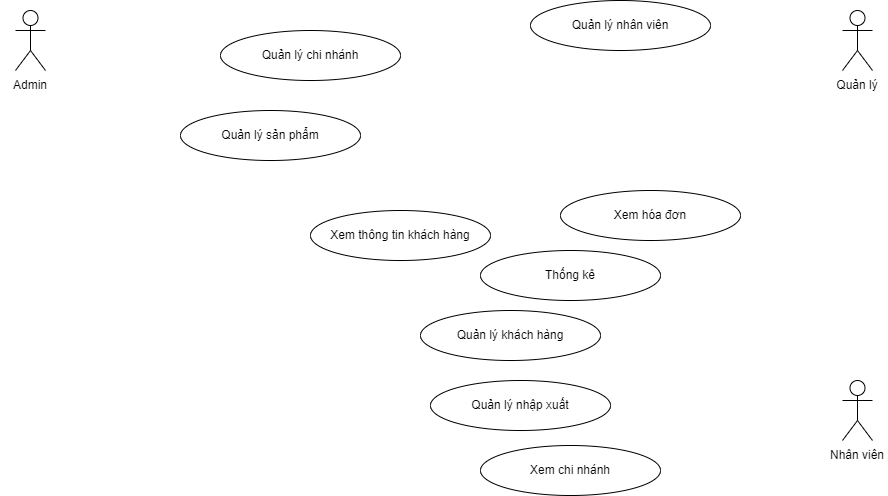 Quản lý nhân viên
Quản lý chi nhánh
Admin
Quản lý
Quản lý sản phẩm
Xem hóa đơn
Xem thông tin khách hàng
Thống kê
Quản lý khách hàng
Quản lý nhập xuất
Nhân viên
Xem chi nhánh